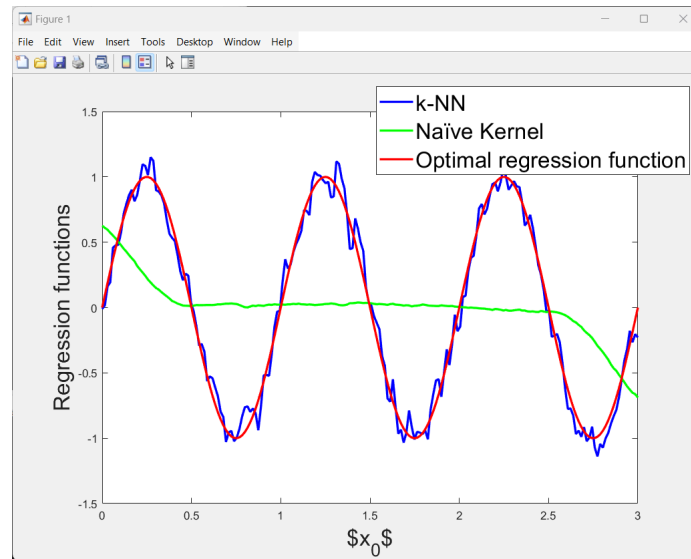 Figure 1
File Edit View Insert Tools Desktop Window Help
k-NN
Naïve Kernel
Optimal regression function
1.5
1
0.5
0
-0.5
-1
-1.5
Regression functions
0 0.5 1 1.5 2 2.5 3
$x_0$